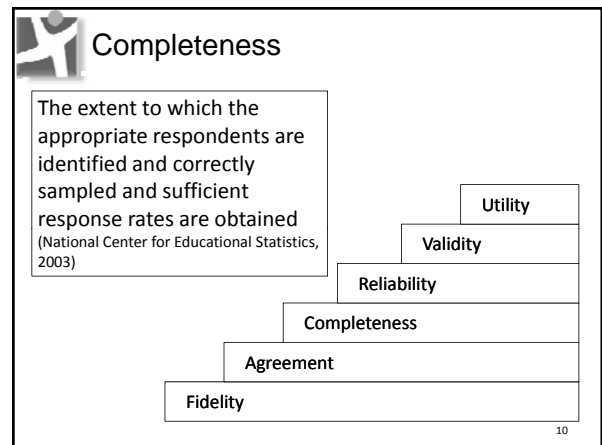 Completeness
The extent to which the
appropriate respondents are
identified and correctly
sampled and sufficient
response rates are obtained
(National Center for Educational Statistics,
2003)
Utility
Validity
Reliability
Completeness
Agreement
Fidelity
10